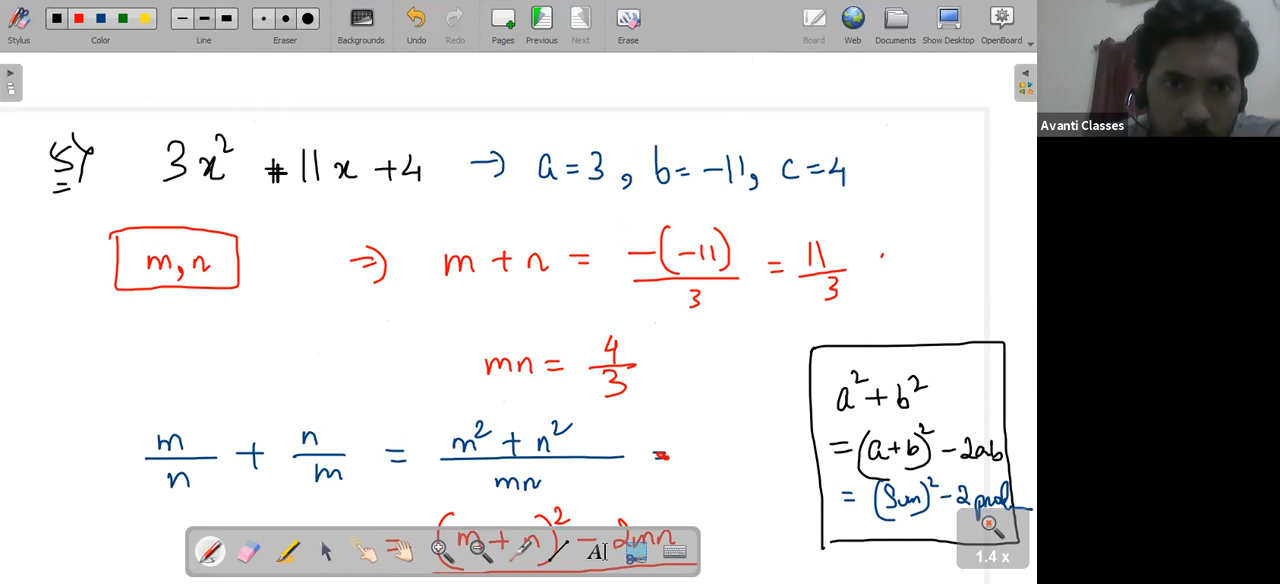 Stylus Color Line Eraser Backgrounds Undo Redo Pages Previous Next Erase Board Web Documents Show Desktop OpenBoard
Avanti Classes
5) 3x² + 11x + 4 → a = 3, b = -11, c = 4
m, n ⇒ m + n = -(-11)/3 = 11/3
mn = 4/3
m/n + n/m = (m² + n²)/mn =
= (m + n)² - 2mn
a² + b²
= (a+b)² - 2ab
= (Sum)² - 2 prod
1.4 x